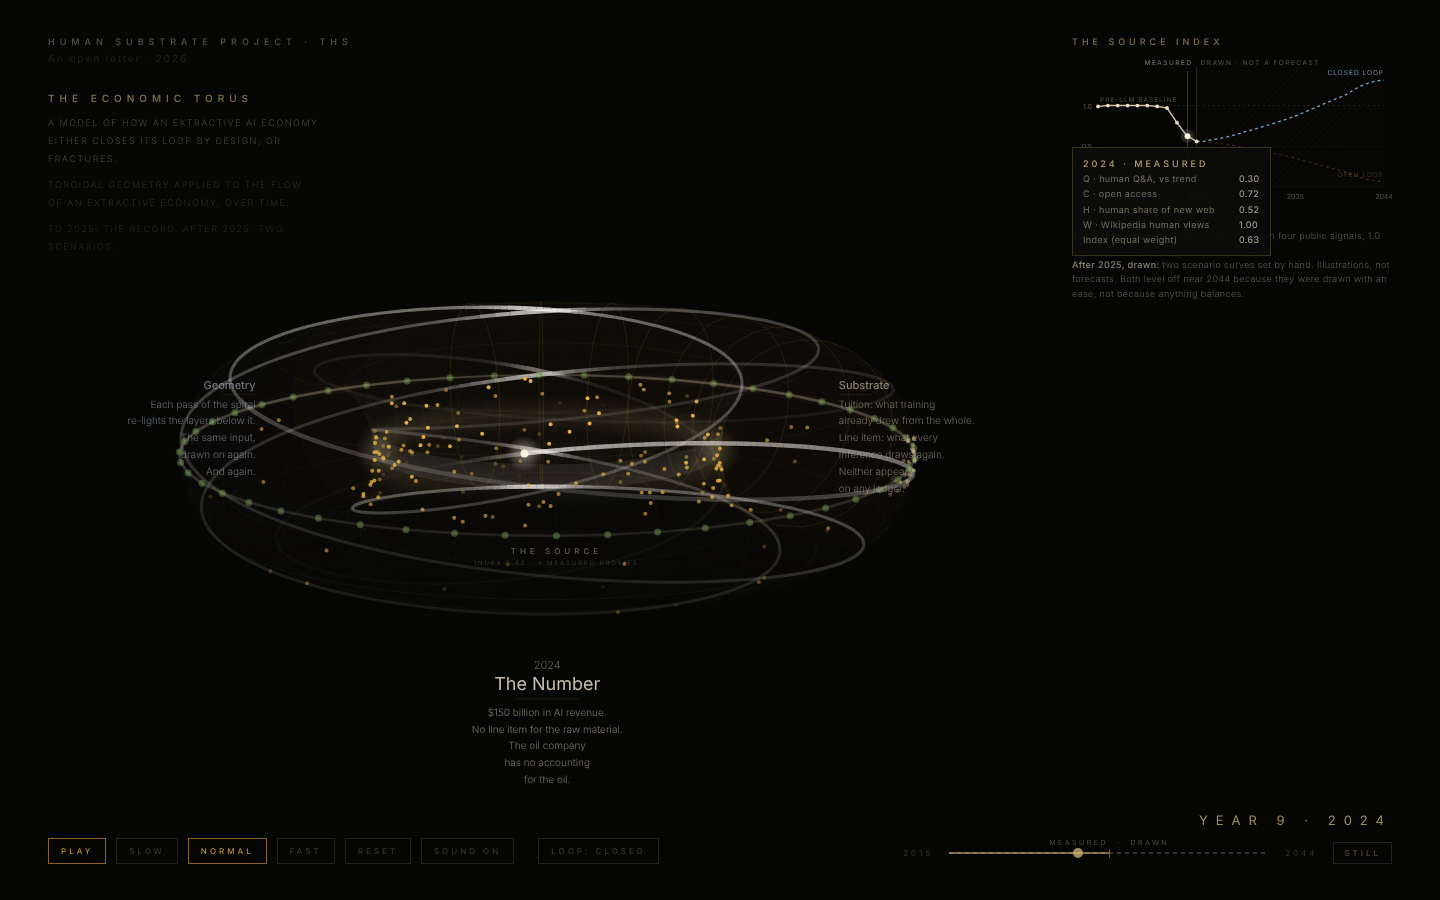 HUMAN SUBSTRATE PROJECT · THS
An open letter · 2026
THE ECONOMIC TORUS
A MODEL OF HOW AN EXTRACTIVE AI ECONOMY
EITHER CLOSES ITS LOOP BY DESIGN, OR
FRACTURES.
TOROIDAL GEOMETRY APPLIED TO THE FLOW
OF AN EXTRACTIVE ECONOMY, OVER TIME.
TO 2025: THE RECORD. AFTER 2025: TWO
SCENARIOS.
THE SOURCE INDEX
MEASURED DRAWN · NOT A FORECAST
CLOSED LOOP
PRE-LLM BASELINE
1.0
0.5
OPEN LOOP
2035 2044
2024 · MEASURED
Q · human Q&A, vs trend 0.30
C · open access 0.72
H · human share of new web 0.52
W · Wikipedia human views 1.00
Index (equal weight) 0.63
four public signals, 1.0
After 2025, drawn: two scenario curves set by hand. Illustrations, not
forecasts. Both level off near 2044 because they were drawn with an
ease, not because anything balances.
Geometry
Each pass of the spiral
re-lights the layers below it.
The same input,
drawn on again.
And again.
Substrate
Tuition: what training
already drew from the whole.
Line item: what every
inference draws again.
Neither appears
on any ledger.
THE SOURCE
INDEX 0.62 · 4 MEASURED PROXIES
2024
The Number
$150 billion in AI revenue.
No line item for the raw material.
The oil company
has no accounting
for the oil.
YEAR 9 · 2024
PLAY SLOW NORMAL FAST RESET SOUND ON LOOP: CLOSED
MEASURED · DRAWN
2015 2044 STILL